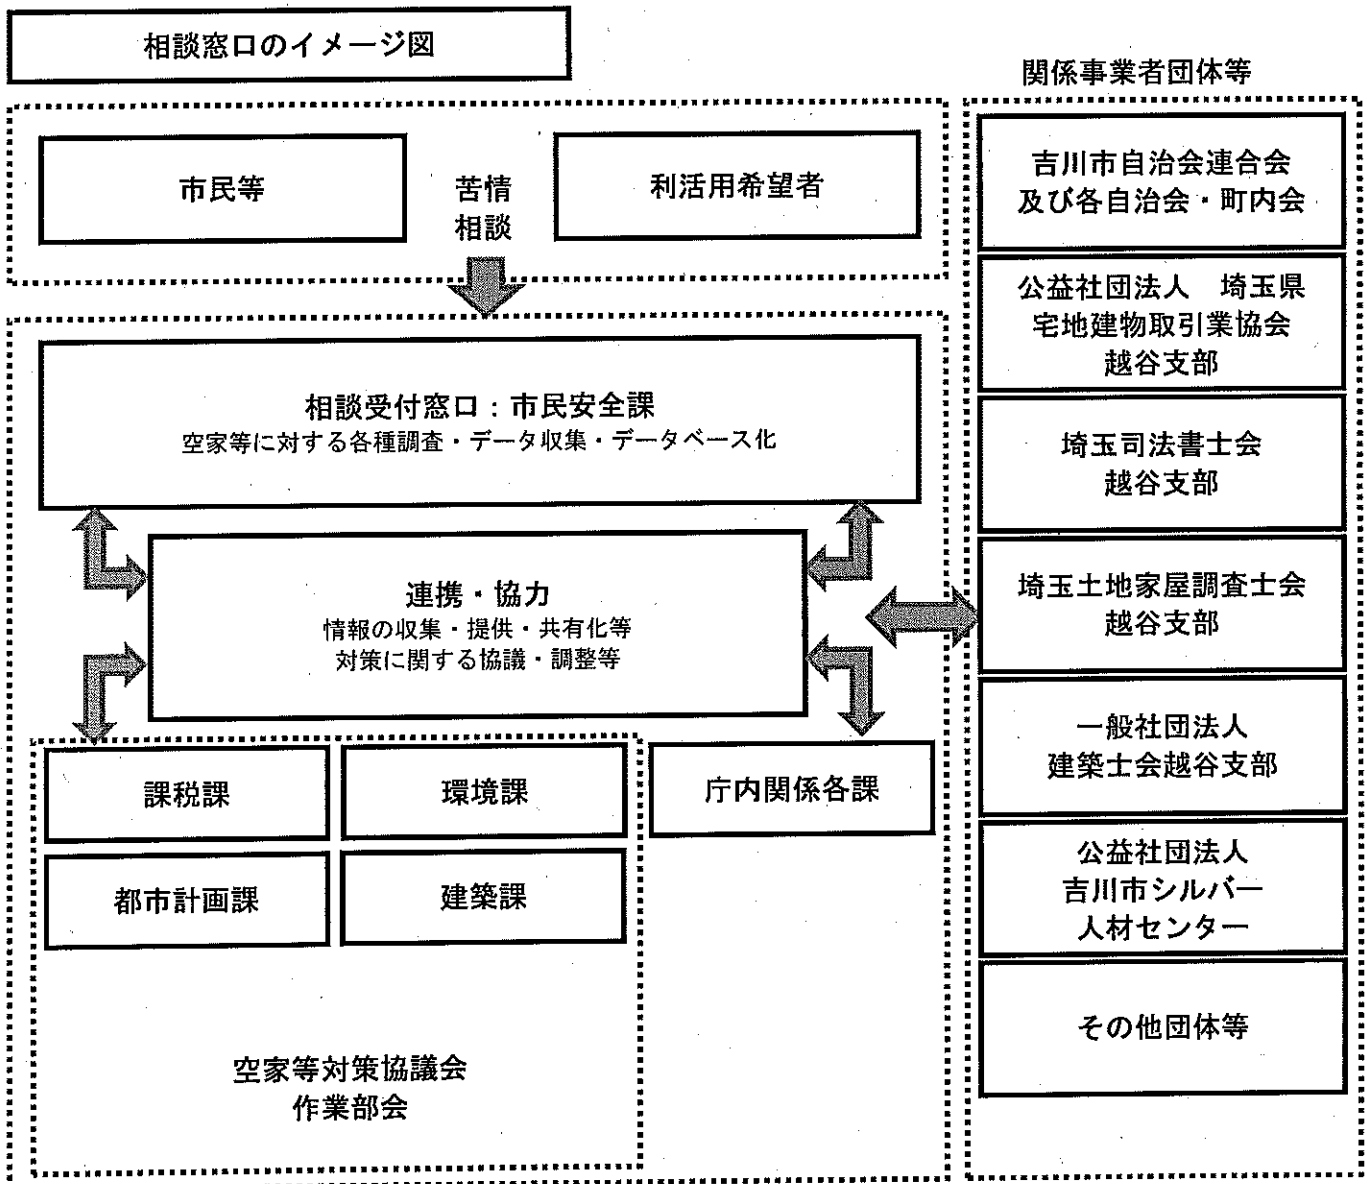 相談窓口のイメージ図
市民等
苦情
相談
利活用希望者
相談受付窓口：市民安全課
空家等に対する各種調査・データ収集・データベース化
連携・協力
情報の収集・提供・共有化等
対策に関する協議・調整等
課税課
環境課
庁内関係各課
都市計画課
建築課
空家等対策協議会
作業部会
関係事業者団体等
吉川市自治会連合会
及び各自治会・町内会
公益社団法人　埼玉県
宅地建物取引業協会
越谷支部
埼玉司法書士会
越谷支部
埼玉土地家屋調査士会
越谷支部
一般社団法人
建築士会越谷支部
公益社団法人
吉川市シルバー
人材センター
その他団体等